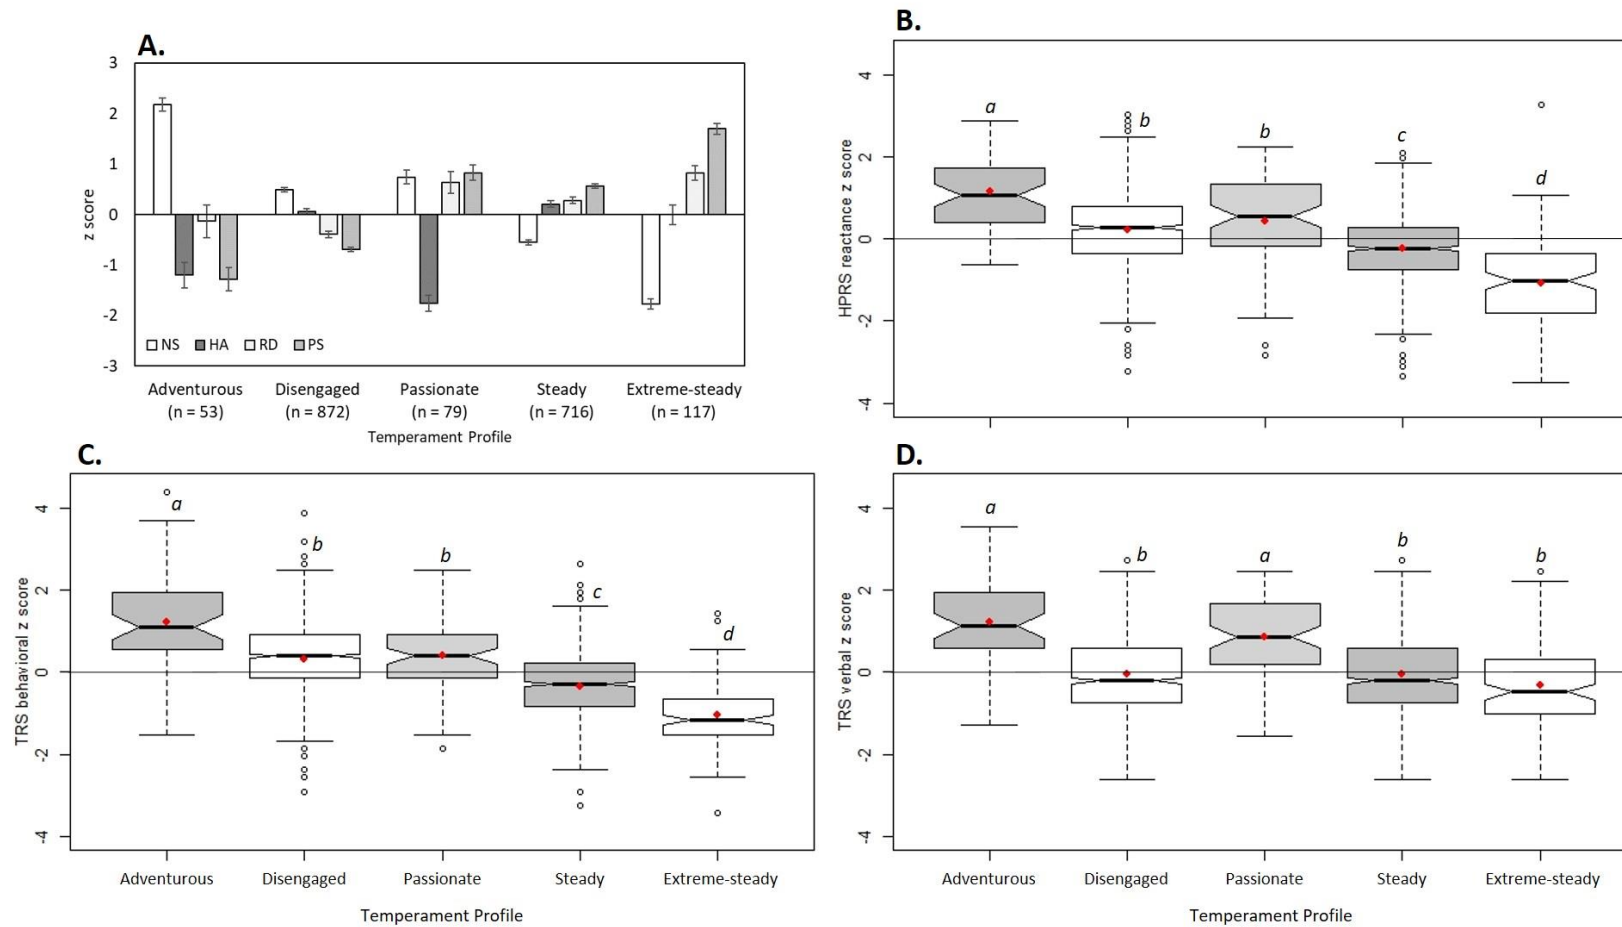 A.
3
2
1
0
-1
-2
-3
z score
NS HA RD PS
Adventurous Disengaged Passionate Steady Extreme-steady
(n = 53) (n = 872) (n = 79) (n = 716) (n = 117)
Temperament Profile
B.
4
2
0
-2
-4
HPRS reactance z score
a
b
b
c
d
C.
4
2
0
-2
-4
TRS behavioral z score
a
b
b
c
d
Adventurous Disengaged Passionate Steady Extreme-steady
Temperament Profile
D.
4
2
0
-2
-4
TRS verbal z score
a
b
a
b
b
Adventurous Disengaged Passionate Steady Extreme-steady
Temperament Profile